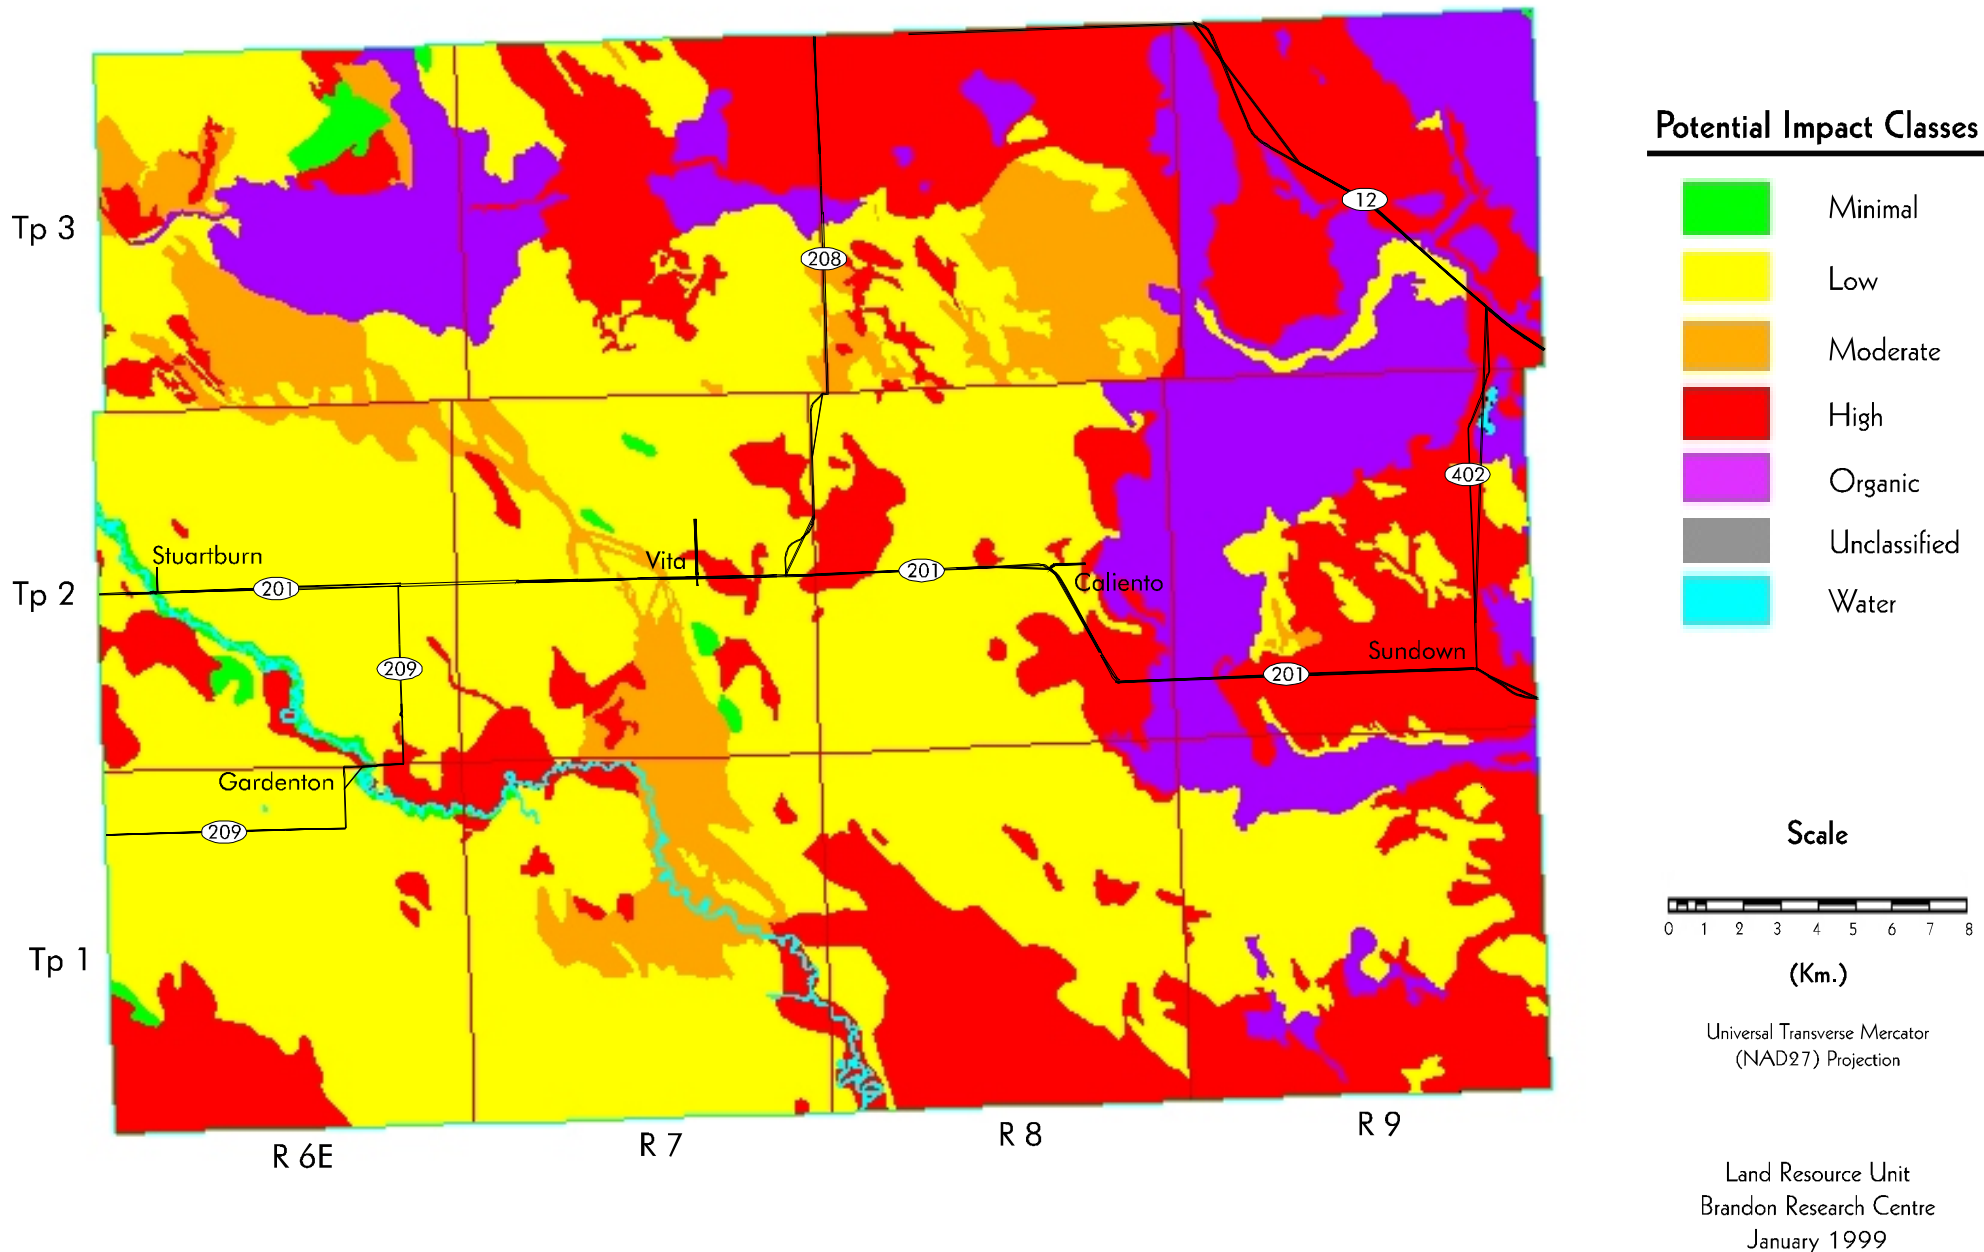 Potential Impact Classes
Minimal
Low
Moderate
High
Organic
Unclassified
Water
Tp 3
Tp 2
Tp 1
12
208
402
Stuartburn
201
Vita
201
Caliento
209
Sundown
201
Gardenton
209
R 6E
R 7
R 8
R 9
Scale
0 1 2 3 4 5 6 7 8
(Km.)
Universal Transverse Mercator
(NAD27) Projection
Land Resource Unit
Brandon Research Centre
January 1999